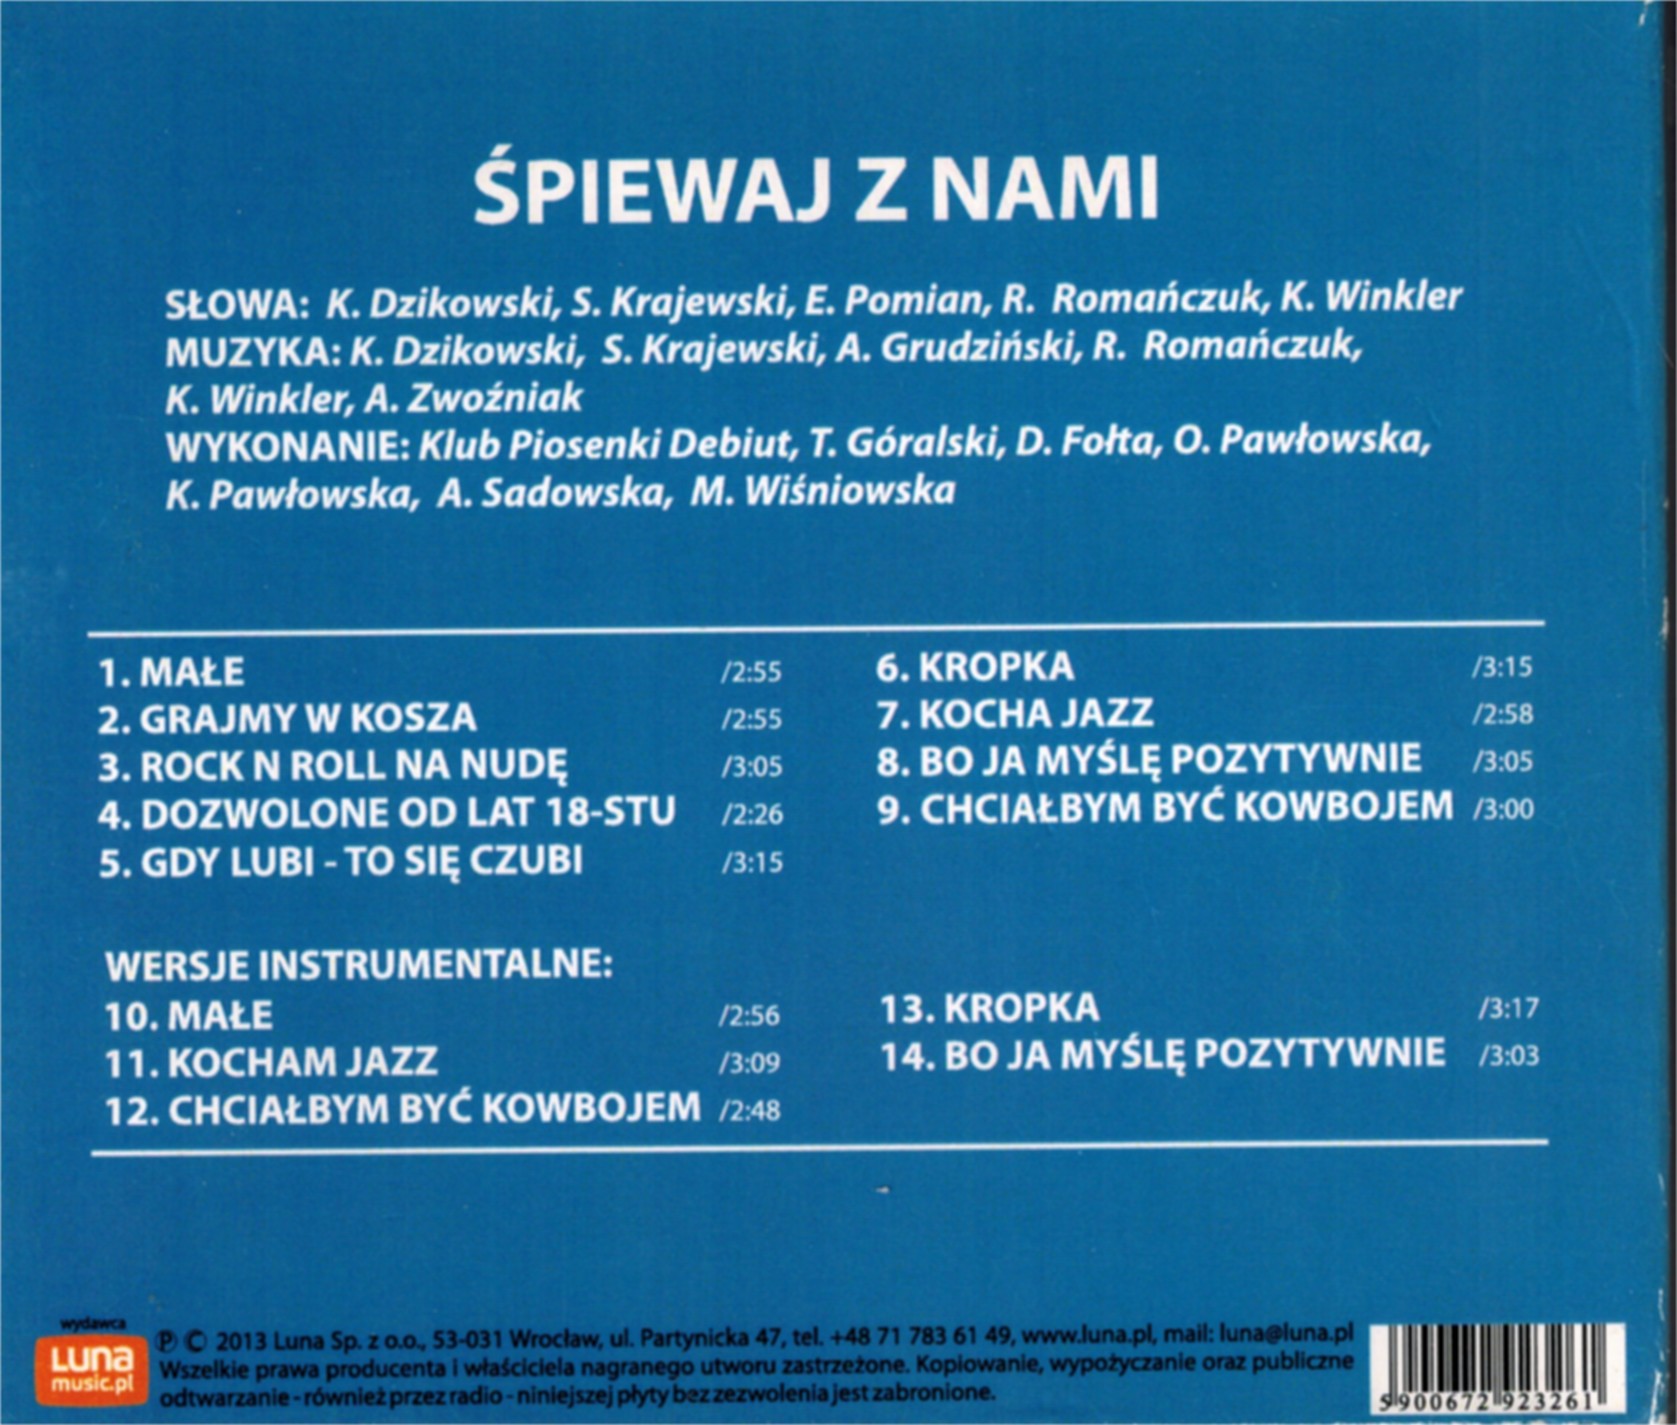 ŚPIEWAJ Z NAMI
SŁOWA: K. Dzikowski, S. Krajewski, E. Pomian, R. Romańczuk, K. Winkler
MUZYKA: K. Dzikowski, S. Krajewski, A. Grudziński, R. Romańczuk,
K. Winkler, A. Zwoźniak
WYKONANIE: Klub Piosenki Debiut, T. Góralski, D. Fołta, O. Pawłowska,
K. Pawłowska, A. Sadowska, M. Wiśniowska
1. MAŁE /2:55
2. GRAJMY W KOSZA /2:55
3. ROCK N ROLL NA NUDĘ /3:05
4. DOZWOLONE OD LAT 18-STU /2:26
5. GDY LUBI - TO SIĘ CZUBI /3:15
6. KROPKA /3:15
7. KOCHA JAZZ /2:58
8. BO JA MYŚLĘ POZYTYWNIE /3:05
9. CHCIAŁBYM BYĆ KOWBOJEM /3:00
WERSJE INSTRUMENTALNE:
10. MAŁE /2:56
11. KOCHAM JAZZ /3:09
12. CHCIAŁBYM BYĆ KOWBOJEM /2:48
13. KROPKA /3:17
14. BO JA MYŚLĘ POZYTYWNIE /3:03
wydawca
LUNA
music.pl
Ⓟ © 2013 Luna Sp. z o.o., 53-031 Wrocław, ul. Partynicka 47, tel. +48 71 783 61 49, www.luna.pl, mail: luna@luna.pl
Wszelkie prawa producenta i właściciela nagranego utworu zastrzeżone. Kopiowanie, wypożyczanie oraz publiczne
odtwarzanie - również przez radio - niniejszej płyty bez zezwolenia jest zabronione.
5 900672 923261